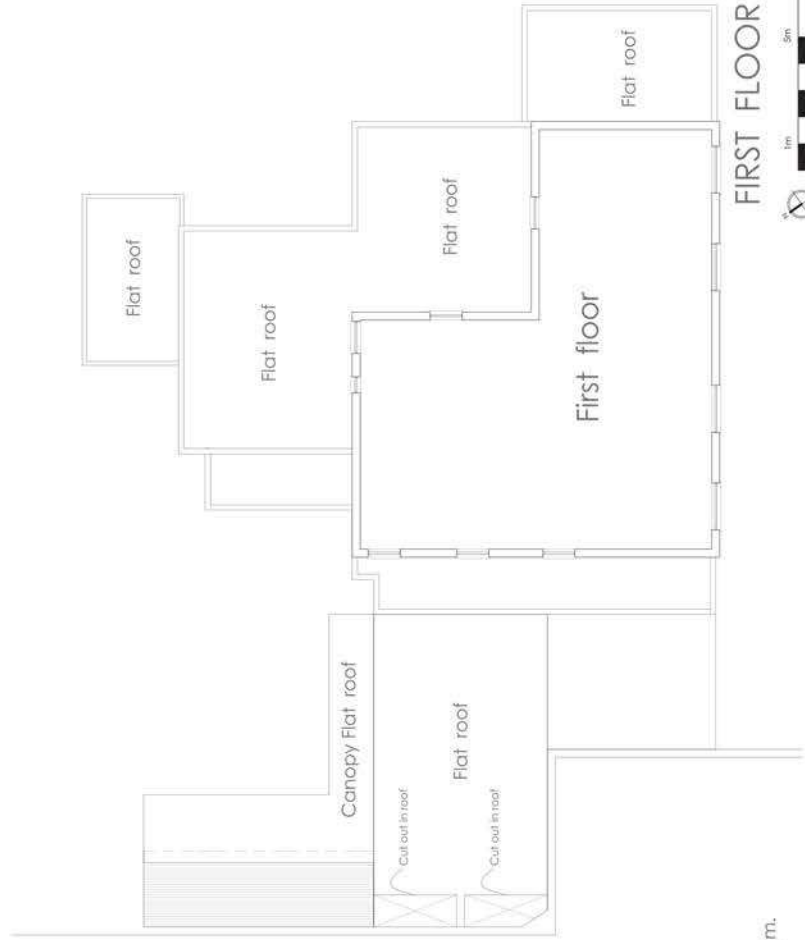 Flat roof
Flat roof
Flat roof
Flat roof
First floor
Canopy Flat roof
Flat roof
Cut out in roof
Cut out in roof
FIRST FLOOR
1m
5m
m.